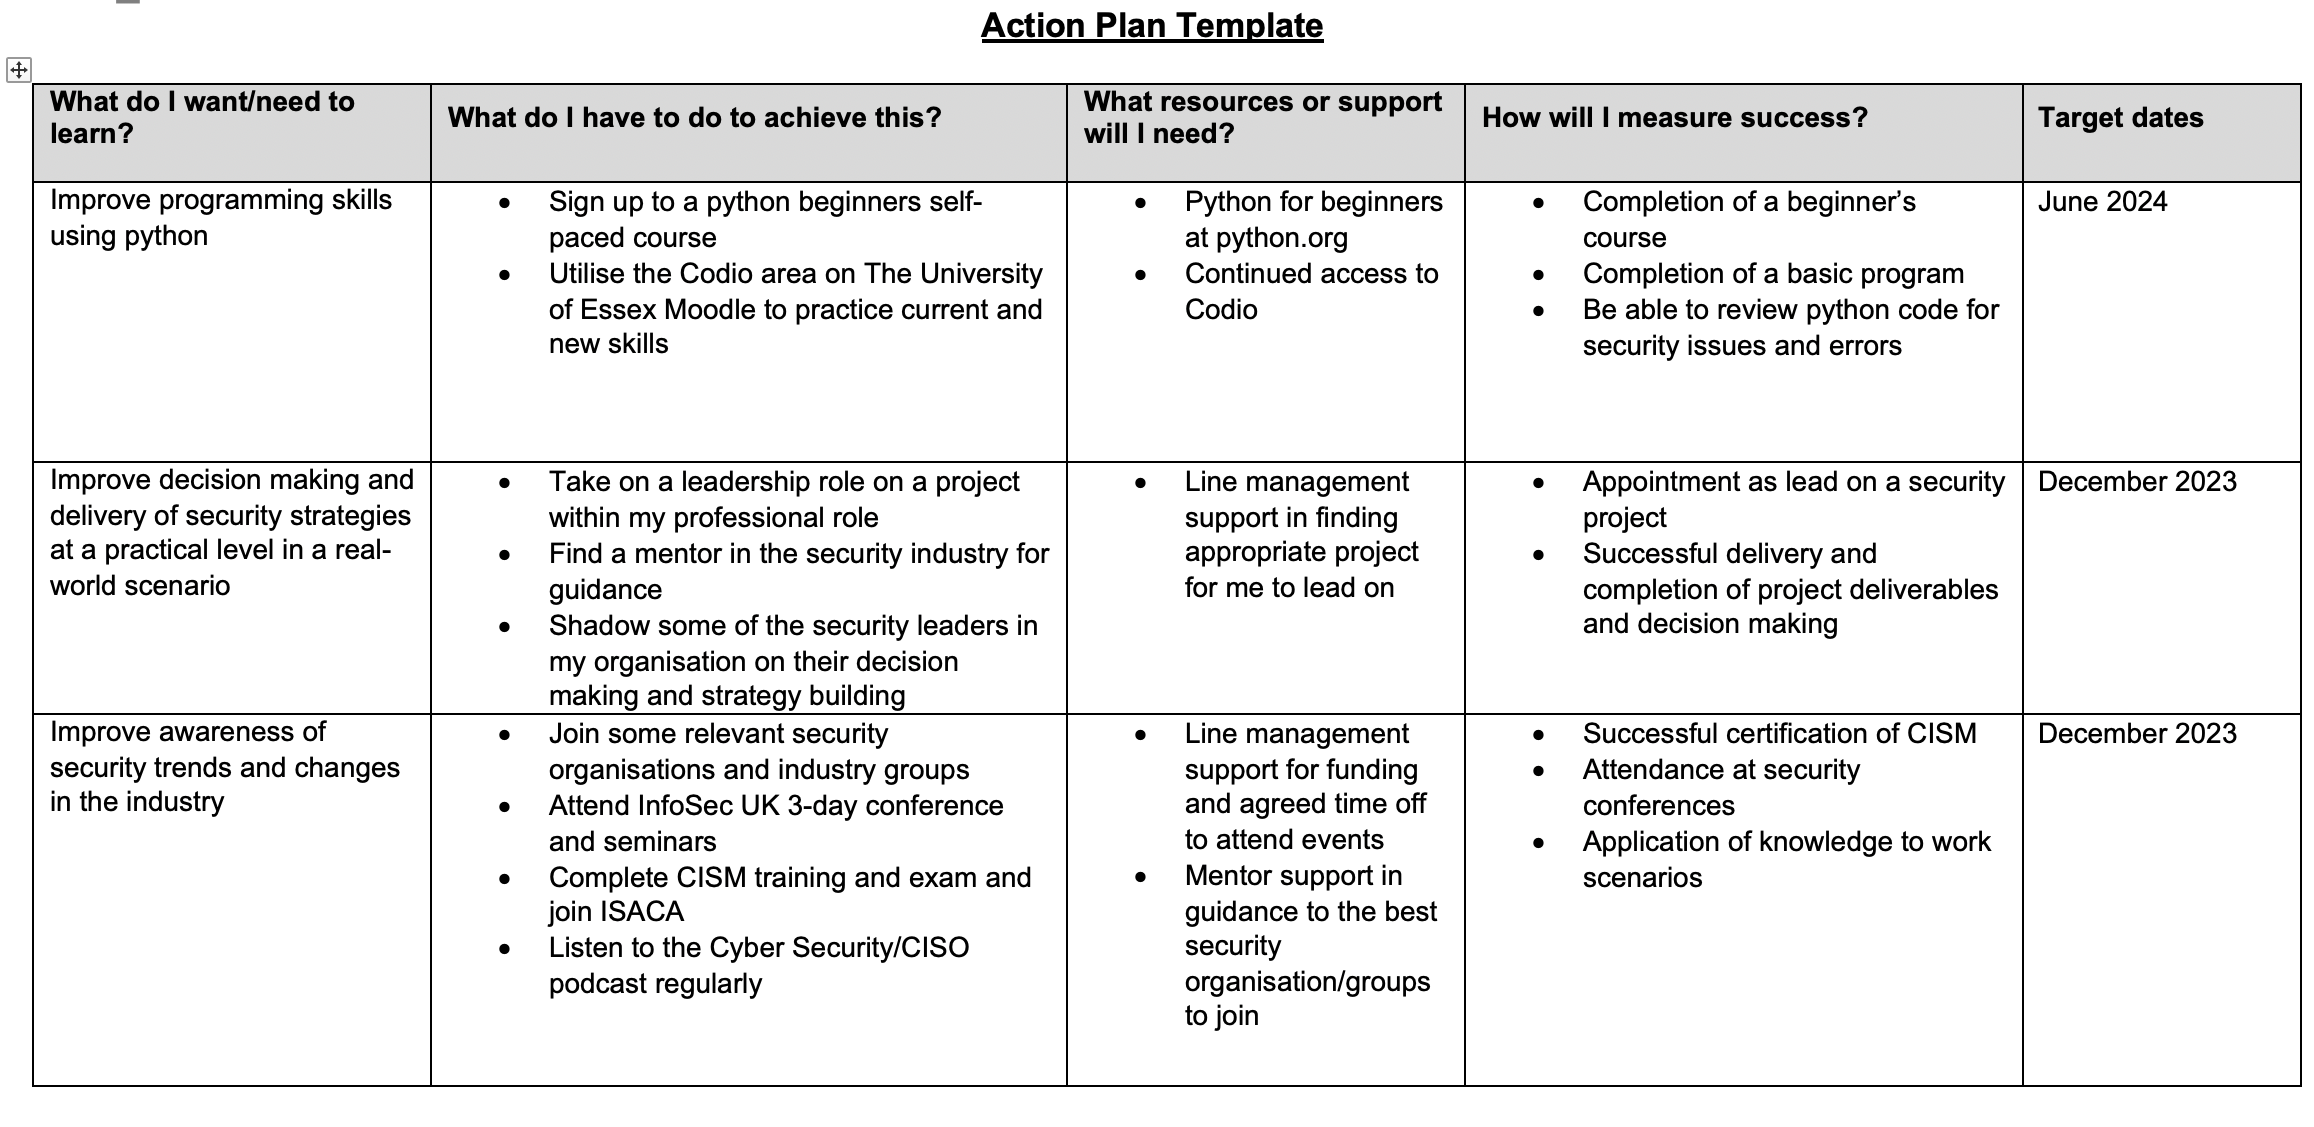 Action Plan Template
What do I want/need to
learn?
What do I have to do to achieve this?
What resources or support
will I need?
How will I measure success?
Target dates
Improve programming skills
using python
• Sign up to a python beginners self-
paced course
• Utilise the Codio area on The University
of Essex Moodle to practice current and
new skills
• Python for beginners
at python.org
• Continued access to
Codio
• Completion of a beginner’s
course
• Completion of a basic program
• Be able to review python code for
security issues and errors
June 2024
Improve decision making and
delivery of security strategies
at a practical level in a real-
world scenario
• Take on a leadership role on a project
within my professional role
• Find a mentor in the security industry for
guidance
• Shadow some of the security leaders in
my organisation on their decision
making and strategy building
• Line management
support in finding
appropriate project
for me to lead on
• Appointment as lead on a security
project
• Successful delivery and
completion of project deliverables
and decision making
December 2023
Improve awareness of
security trends and changes
in the industry
• Join some relevant security
organisations and industry groups
• Attend InfoSec UK 3-day conference
and seminars
• Complete CISM training and exam and
join ISACA
• Listen to the Cyber Security/CISO
podcast regularly
• Line management
support for funding
and agreed time off
to attend events
• Mentor support in
guidance to the best
security
organisation/groups
to join
• Successful certification of CISM
• Attendance at security
conferences
• Application of knowledge to work
scenarios
December 2023